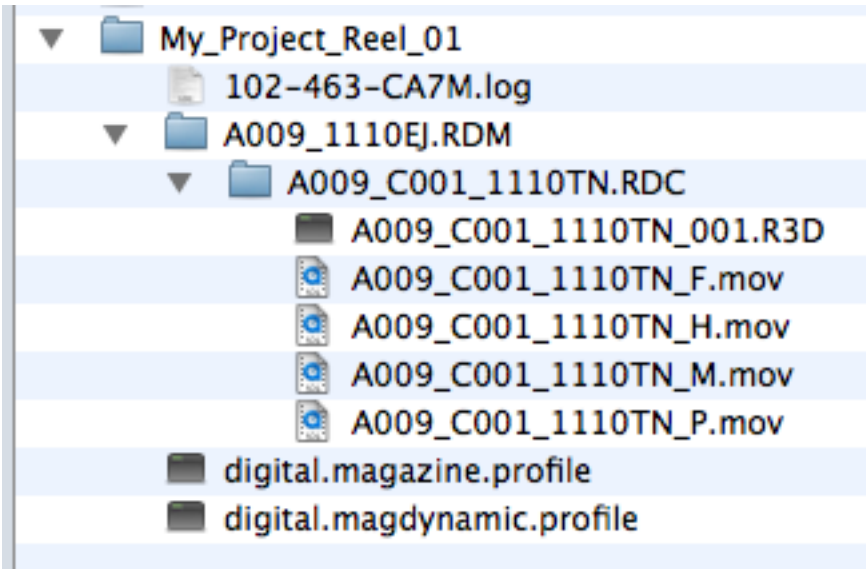 My_Project_Reel_01
102-463-CA7M.log
A009_1110EJ.RDM
A009_C001_1110TN.RDC
A009_C001_1110TN_001.R3D
A009_C001_1110TN_F.mov
A009_C001_1110TN_H.mov
A009_C001_1110TN_M.mov
A009_C001_1110TN_P.mov
digital.magazine.profile
digital.magdynamic.profile